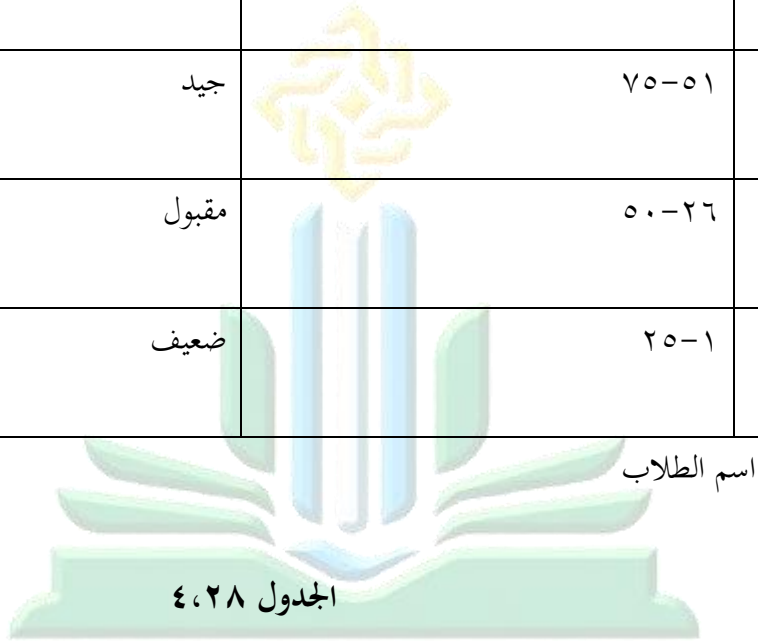 ٥١-٧٥ جيد
٢٦-٥٠ مقبول
١-٢٥ ضعيف
اسم الطلاب
الجدول ٤،٢٨